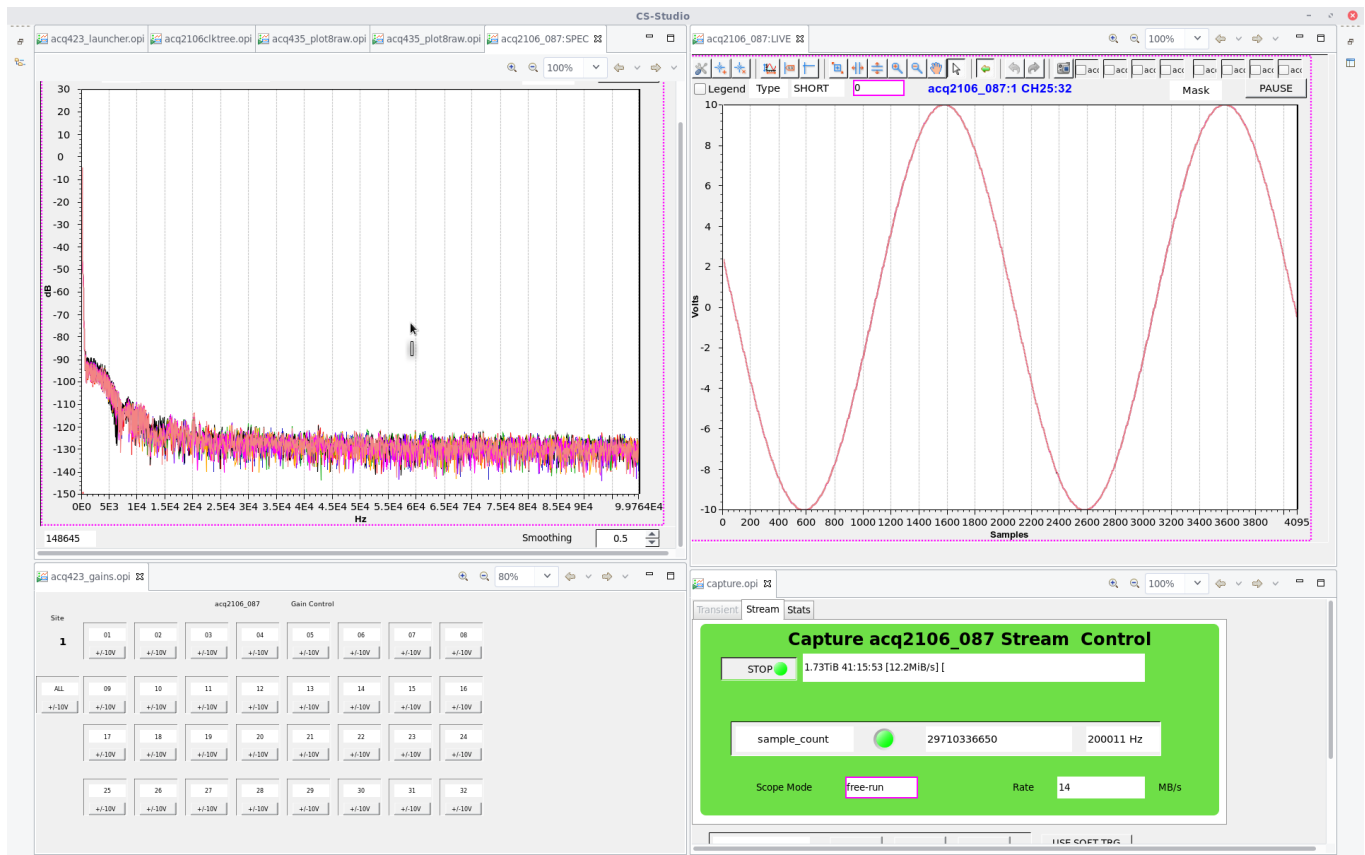 CS-Studio
acq423_launcher.opi acq2106clktree.opi acq435_plot8raw.opi acq435_plot8raw.opi acq2106_087:SPEC
100%
30
20
10
0
-10
-20
-30
-40
-50
-60
-70
-80
-90
-100
-110
-120
-130
-140
-150
dB
0E0 5E3 1E4 1.5E4 2E4 2.5E4 3E4 3.5E4 4E4 4.5E4 5E4 5.5E4 6E4 6.5E4 7E4 7.5E4 8E4 8.5E4 9E4 9.9764E4
Hz
148645 Smoothing 0.5
acq2106_087:LIVE
100%
acc acc acc acc acc acc acc acc
Legend Type SHORT 0 acq2106_087:1 CH25:32 Mask PAUSE
10
8
6
4
2
0
-2
-4
-6
-8
-10
Volts
0 200 400 600 800 1000 1200 1400 1600 1800 2000 2200 2400 2600 2800 3000 3200 3400 3600 3800 4095
Samples
acq423_gains.opi
80%
acq2106_087 Gain Control
Site
1
01 02 03 04 05 06 07 08
+/-10V +/-10V +/-10V +/-10V +/-10V +/-10V +/-10V +/-10V
ALL 09 10 11 12 13 14 15 16
+/-10V +/-10V +/-10V +/-10V +/-10V +/-10V +/-10V +/-10V +/-10V
17 18 19 20 21 22 23 24
+/-10V +/-10V +/-10V +/-10V +/-10V +/-10V +/-10V +/-10V
25 26 27 28 29 30 31 32
+/-10V +/-10V +/-10V +/-10V +/-10V +/-10V +/-10V +/-10V
capture.opi
100%
Transient Stream Stats
Capture acq2106_087 Stream Control
STOP 1.73TiB 41:15:53 [12.2MiB/s] [
sample_count 29710336650 200011 Hz
Scope Mode free-run Rate 14 MB/s
USE SOFT TRG